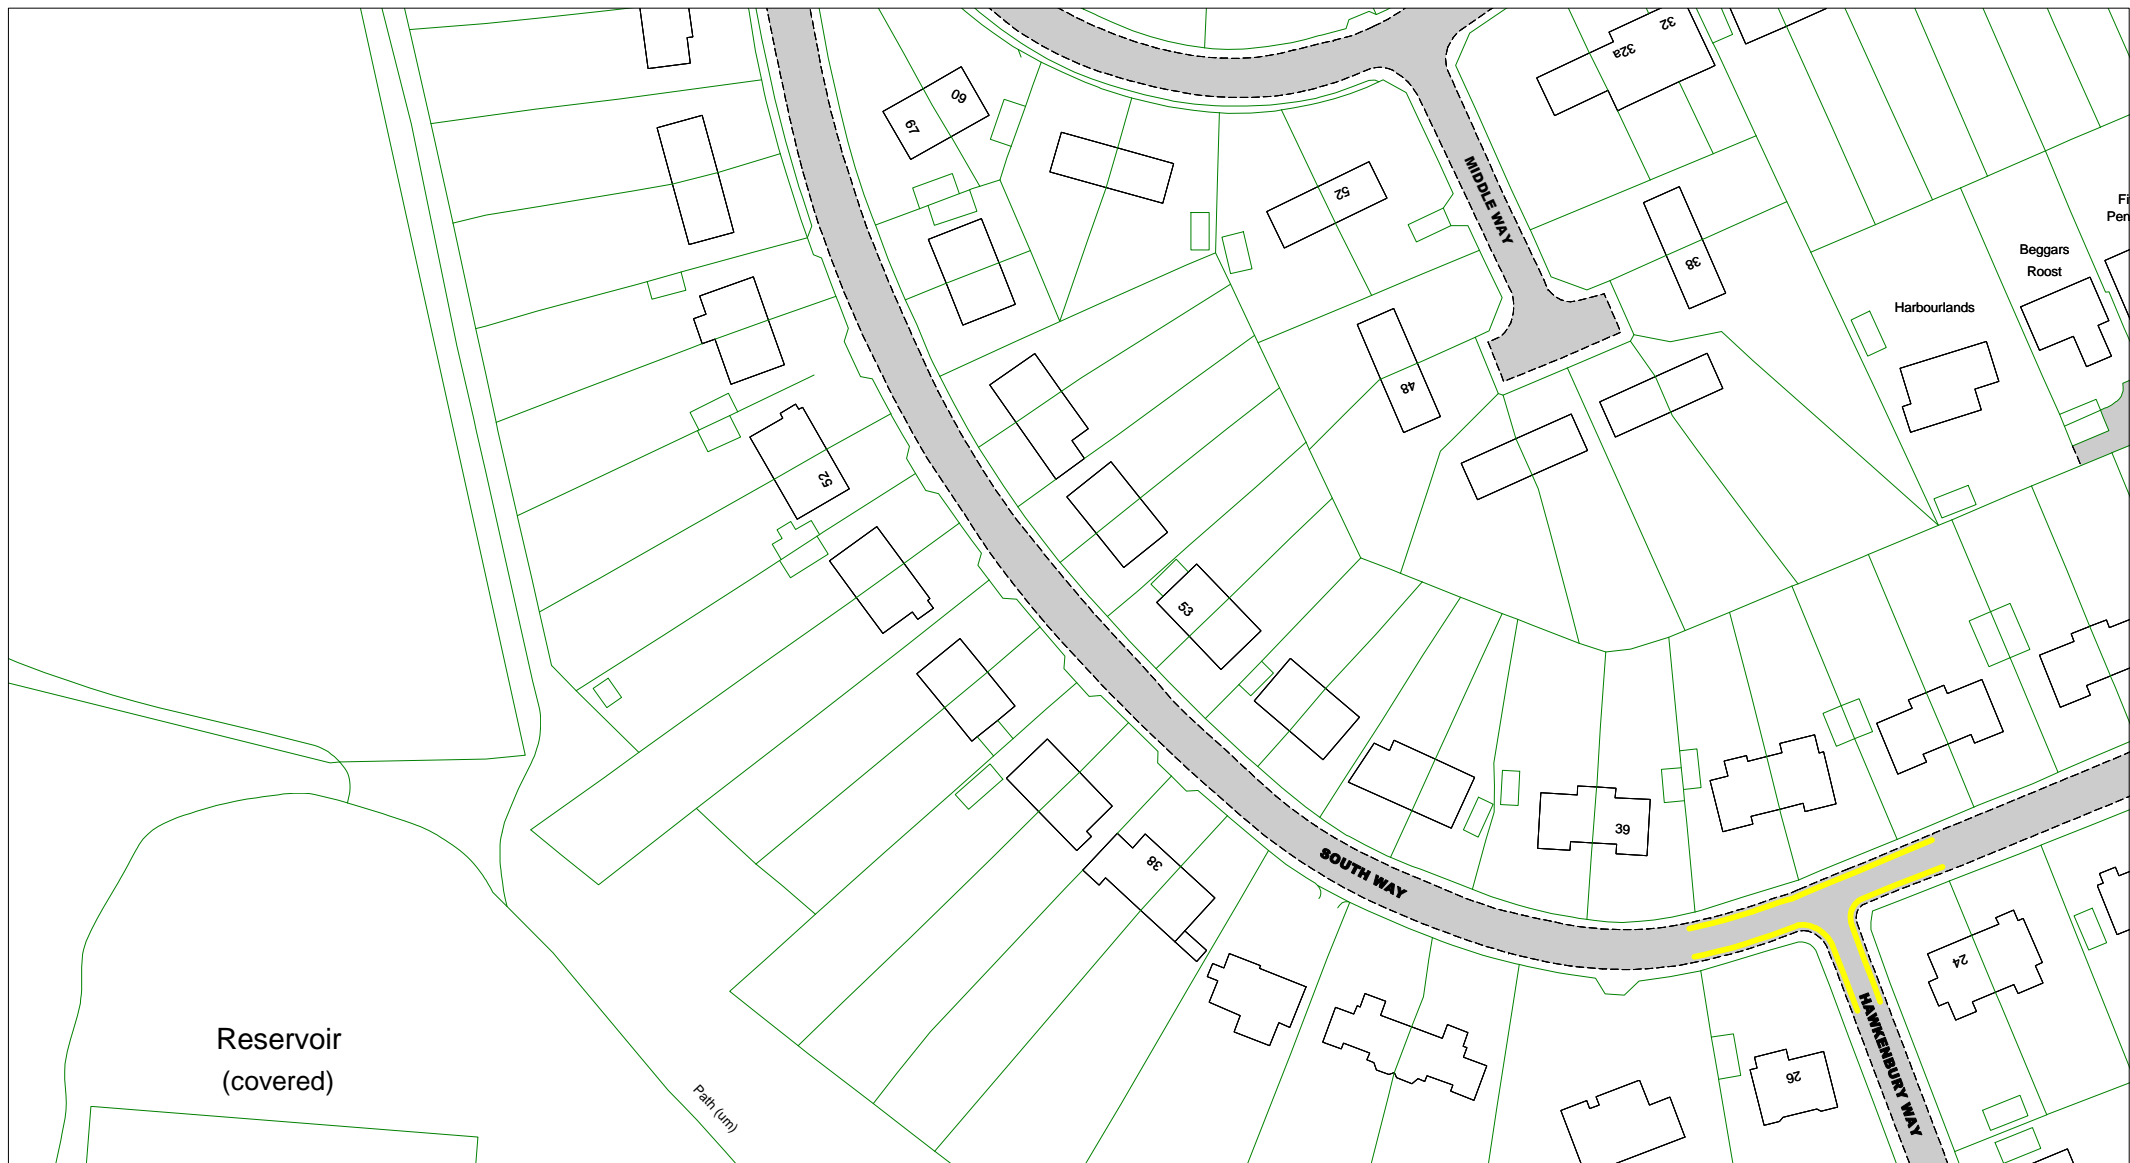 32
32a
60
67
MIDDLE WAY
52
38
Beggars
Roost
Harbourlands
48
52
53
39
38
SOUTH WAY
24
26
HAWKENBURY WAY
Reservoir
(covered)
Path (um)